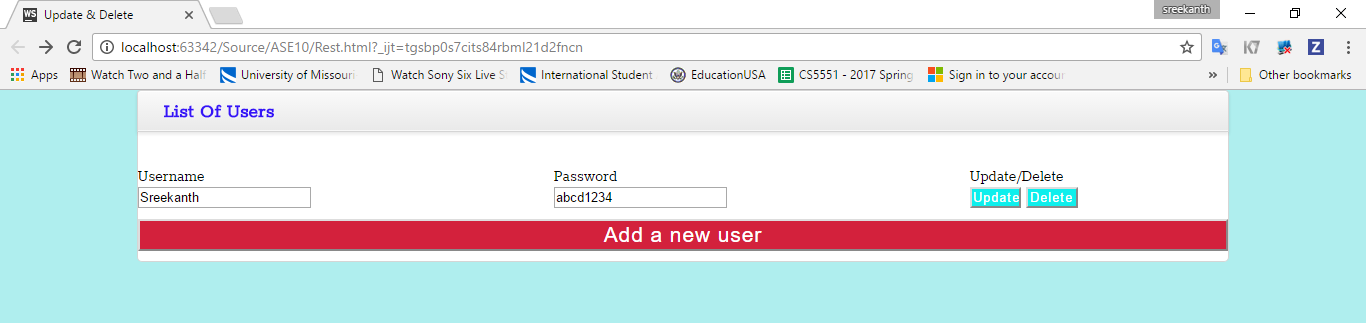 sreekanth
WS Update & Delete
localhost:63342/Source/ASE10/Rest.html?_ijt=tgsbp0s7cits84rbml21d2fncn K7 Z
Apps Watch Two and a Half University of Missouri Watch Sony Six Live S International Student EducationUSA CS5551 - 2017 Spring Sign in to your accou » Other bookmarks
List Of Users
Username Password Update/Delete
Sreekanth abcd1234 Update Delete
Add a new user